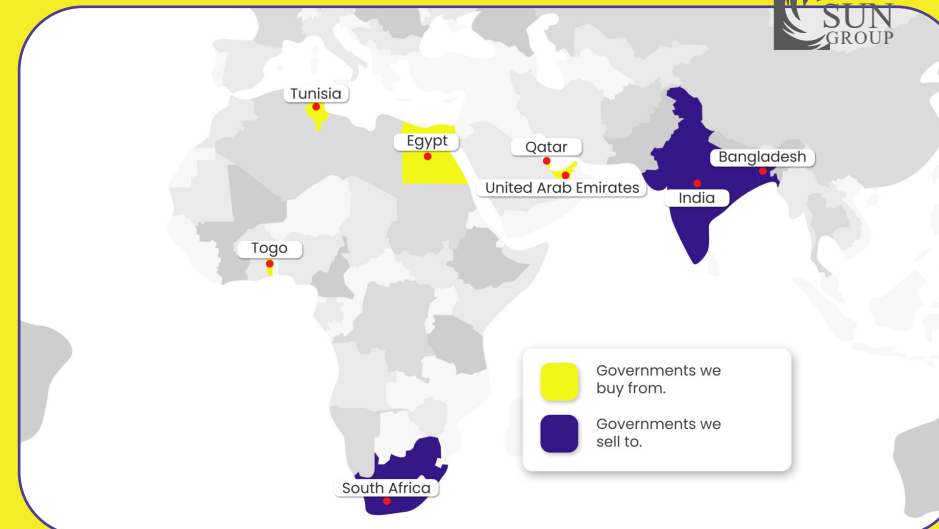 SUN
GROUP
Tunisia
Egypt
Qatar
Bangladesh
United Arab Emirates
India
Togo
Governments we
buy from.
Governments we
sell to.
South Africa